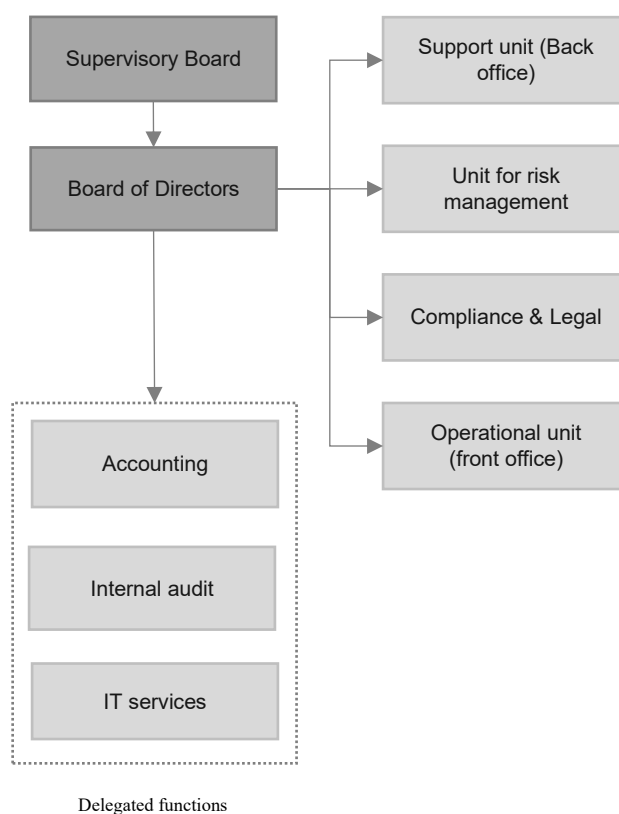 Supervisory Board
Support unit (Back
office)
Board of Directors
Unit for risk
management
Compliance & Legal
Operational unit
(front office)
Accounting
Internal audit
IT services
Delegated functions